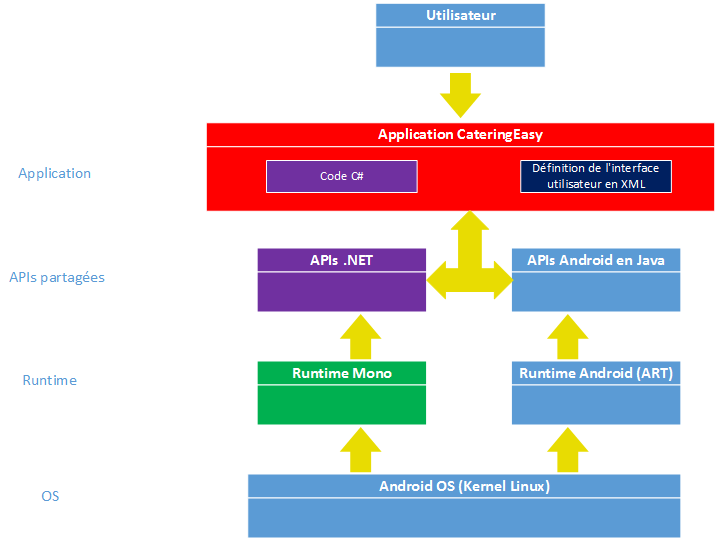 Utilisateur
Application CateringEasy
Application
Code C#
Définition de l'interface
utilisateur en XML
APIs partagées
APIs .NET
APIs Android en Java
Runtime
Runtime Mono
Runtime Android (ART)
OS
Android OS (Kernel Linux)